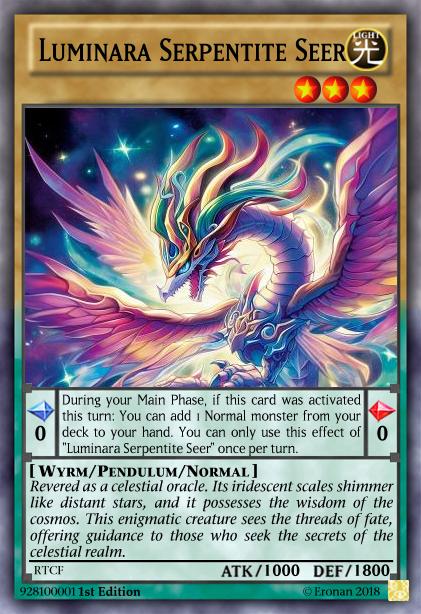 Luminara Serpentite Seer
LIGHT
光
During your Main Phase, if this card was activated
this turn: You can add 1 Normal monster from your
deck to your hand. You can only use this effect of
"Luminara Serpentite Seer" once per turn.
0
0
[ Wyrm/Pendulum/Normal ]
Revered as a celestial oracle. Its iridescent scales shimmer
like distant stars, and it possesses the wisdom of the
cosmos. This enigmatic creature sees the threads of fate,
offering guidance to those who seek the secrets of the
celestial realm.
RTCF
ATK/1000 DEF/1800
928100001 1st Edition
© Eronan 2018